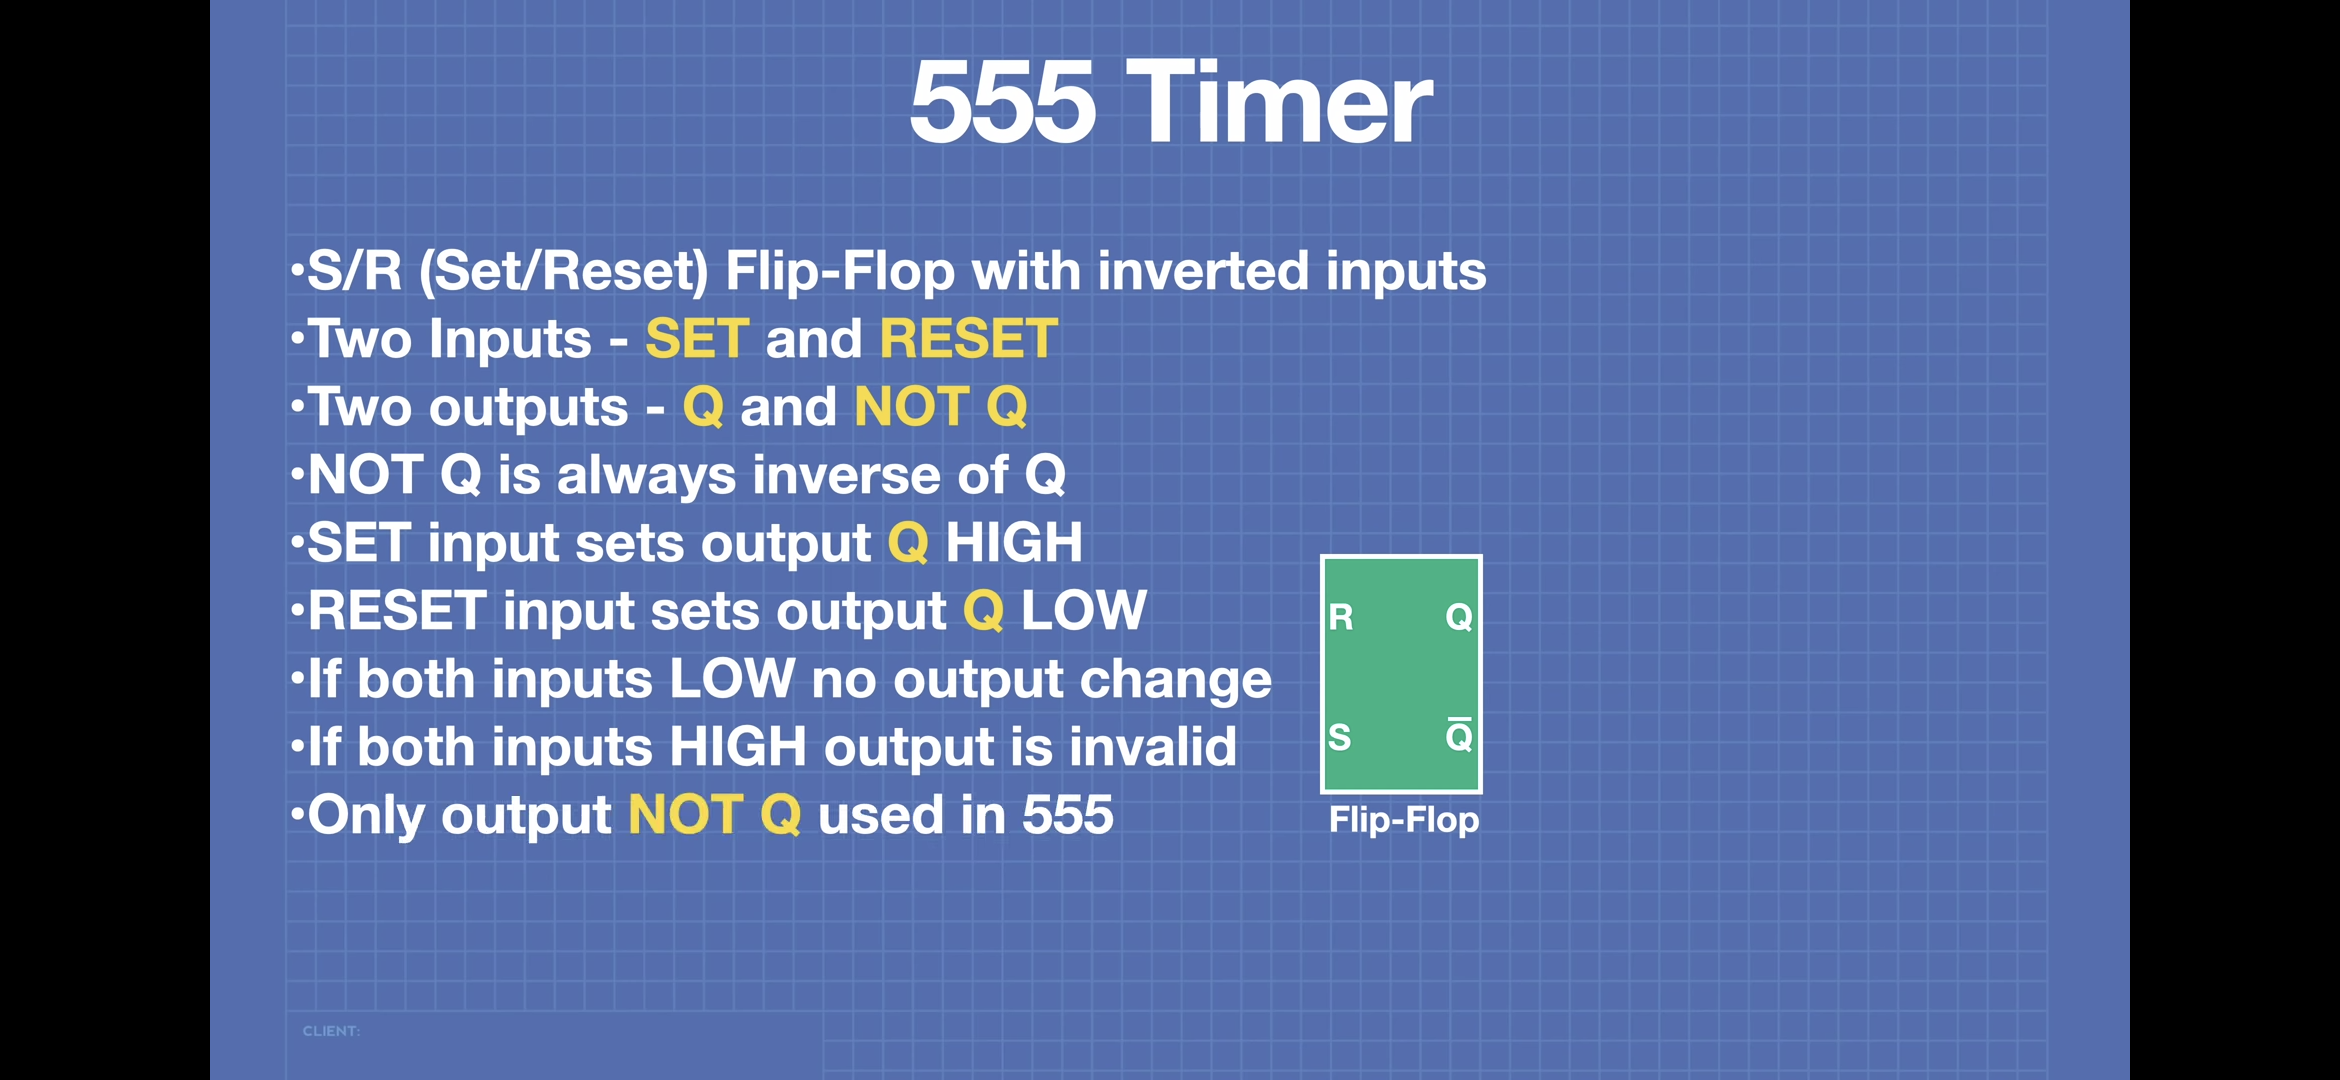 555 Timer
•S/R (Set/Reset) Flip-Flop with inverted inputs
•Two Inputs - SET and RESET
•Two outputs - Q and NOT Q
•NOT Q is always inverse of Q
•SET input sets output Q HIGH
•RESET input sets output Q LOW
•If both inputs LOW no output change
•If both inputs HIGH output is invalid
•Only output NOT Q used in 555
R Q
S Q̅
Flip-Flop
CLIENT: